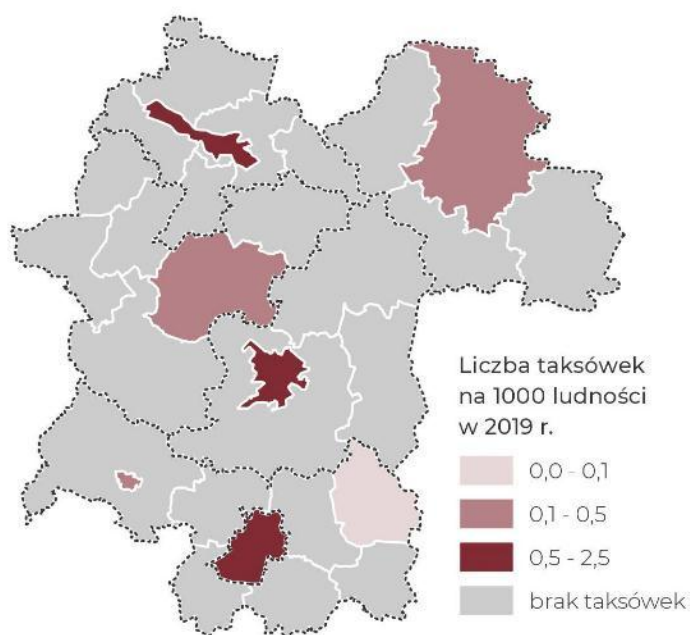 Liczba taksówek
na 1000 ludności
w 2019 r.
0,0 - 0,1
0,1 - 0,5
0,5 - 2,5
brak taksówek